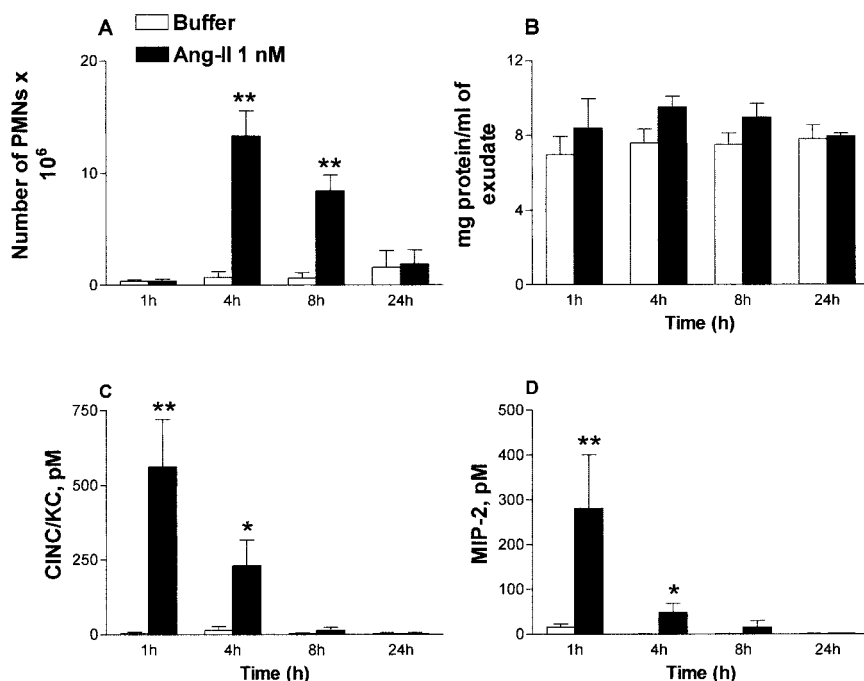 A
Buffer
Ang-II 1 nM
Number of PMNs x
10⁶
20
10
0
**
**
1h
4h
8h
24h
B
mg protein/ml of
exudate
12
8
4
0
1h
4h
8h
24h
Time (h)
C
CINC/KC, pM
750
500
250
0
**
*
1h
4h
8h
24h
Time (h)
D
MIP-2, pM
500
400
300
200
100
0
**
*
1h
4h
8h
24h
Time (h)